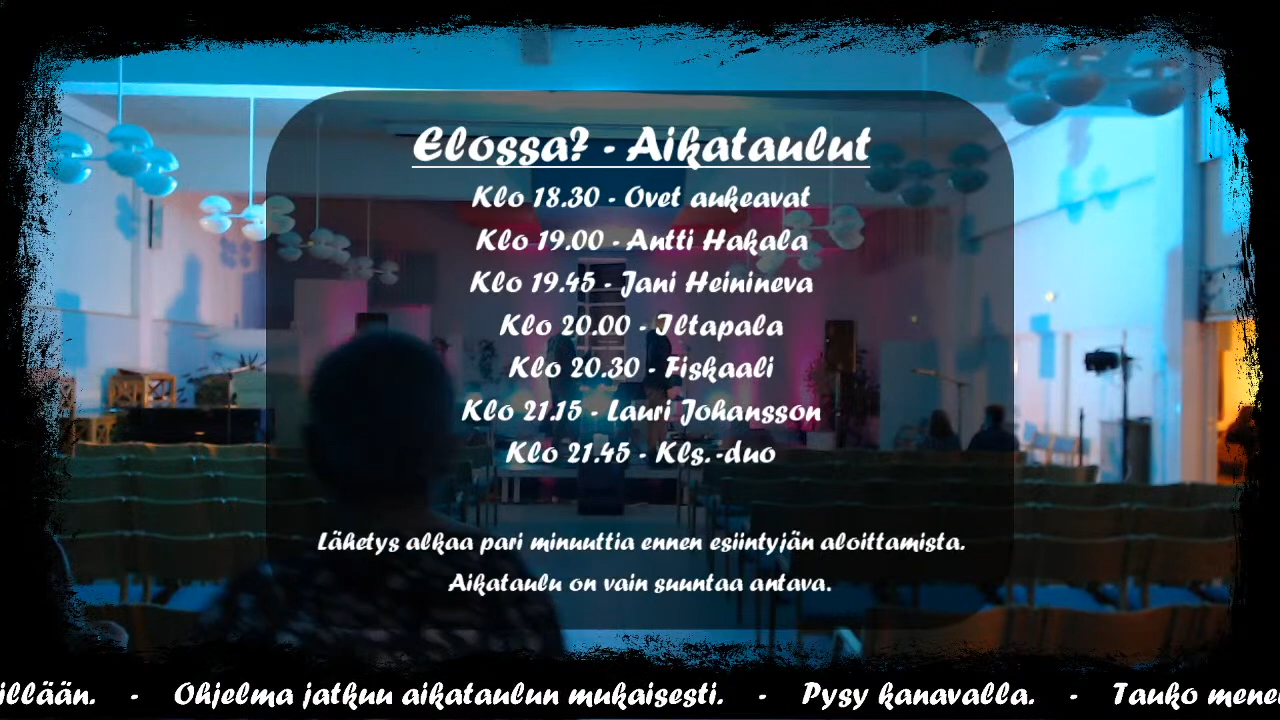 Elossa? - Aikataulut
Klo 18.30 - Ovet aukeavat
Klo 19.00 - Antti Hakala
Klo 19.45 - Jani Heinineva
Klo 20.00 - Iltapala
Klo 20.30 - Fiskaali
Klo 21.15 - Lauri Johansson
Klo 21.45 - Kls.-duo
Lähetys alkaa pari minuuttia ennen esiintyjän aloittamista.
Aikataulu on vain suuntaa antava.
illään. - Ohjelma jatkuu aikataulun mukaisesti. - Pysy kanavalla. - Tauko mene